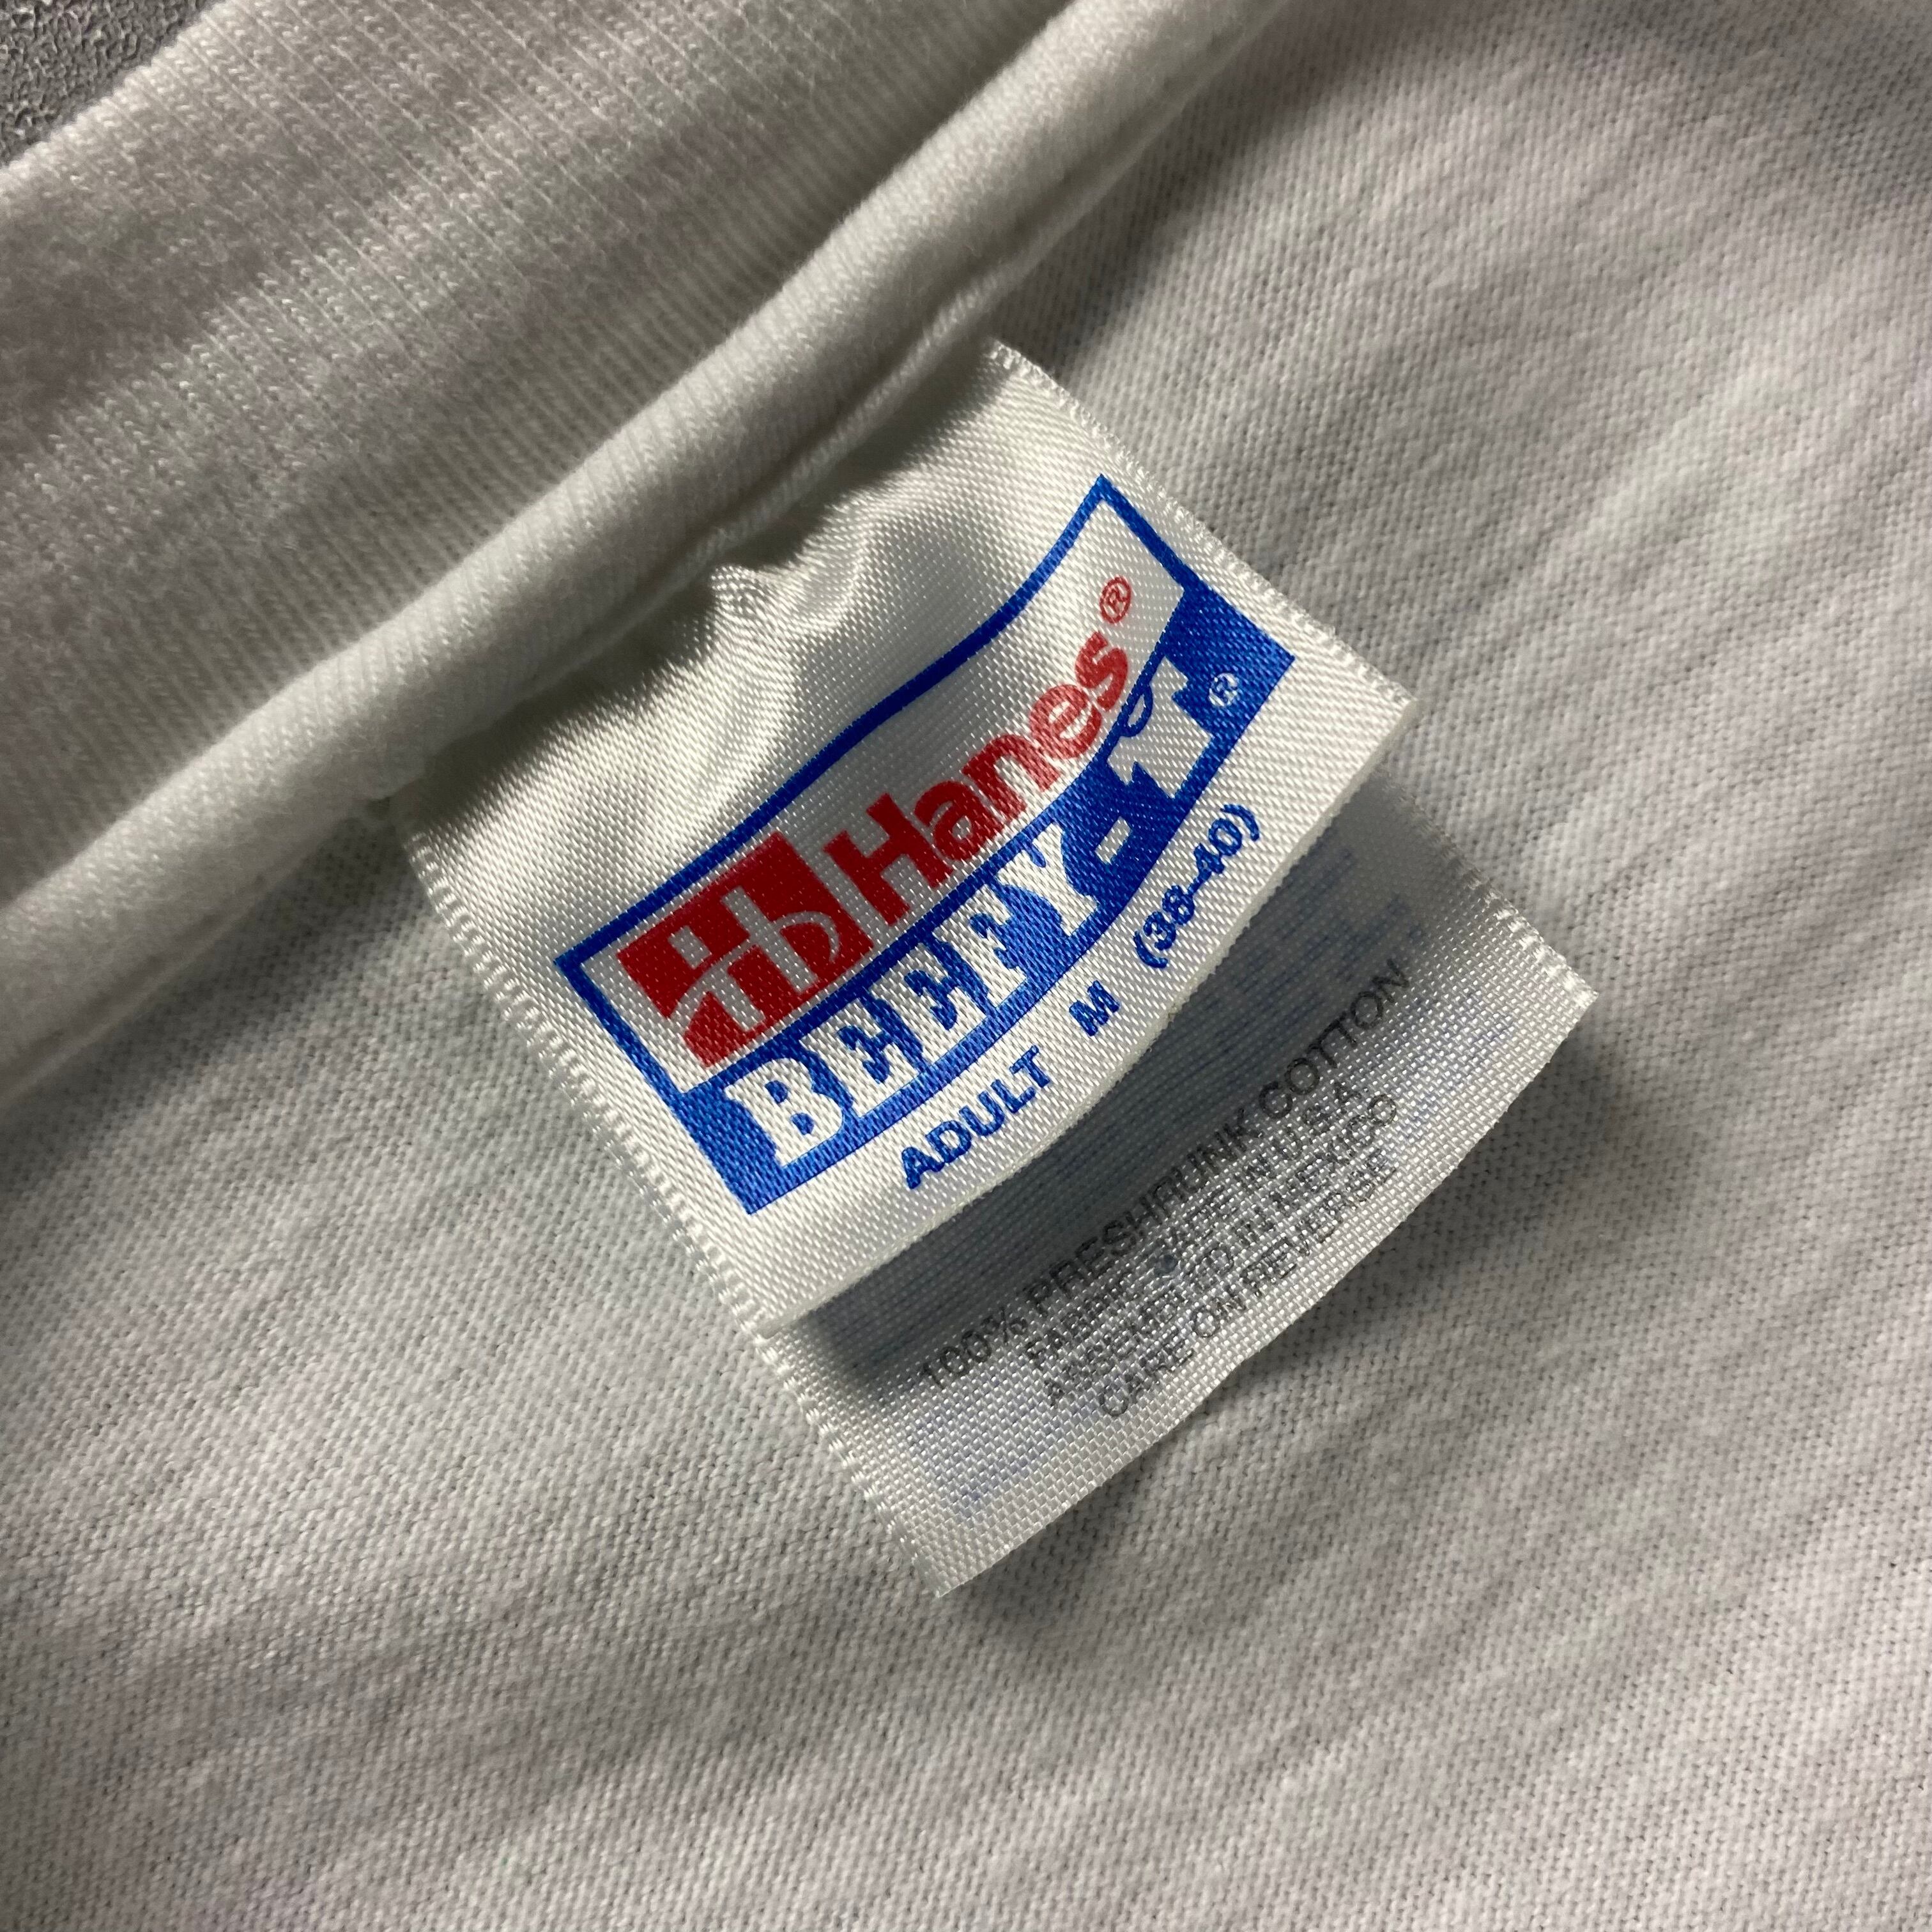 Hanes®
BEEFY-T®
ADULT M (38-40)
100% PRESHRUNK COTTON
FABRIC MADE IN U.S.A.
ASSEMBLED IN MEXICO
CARE ON REVERSE